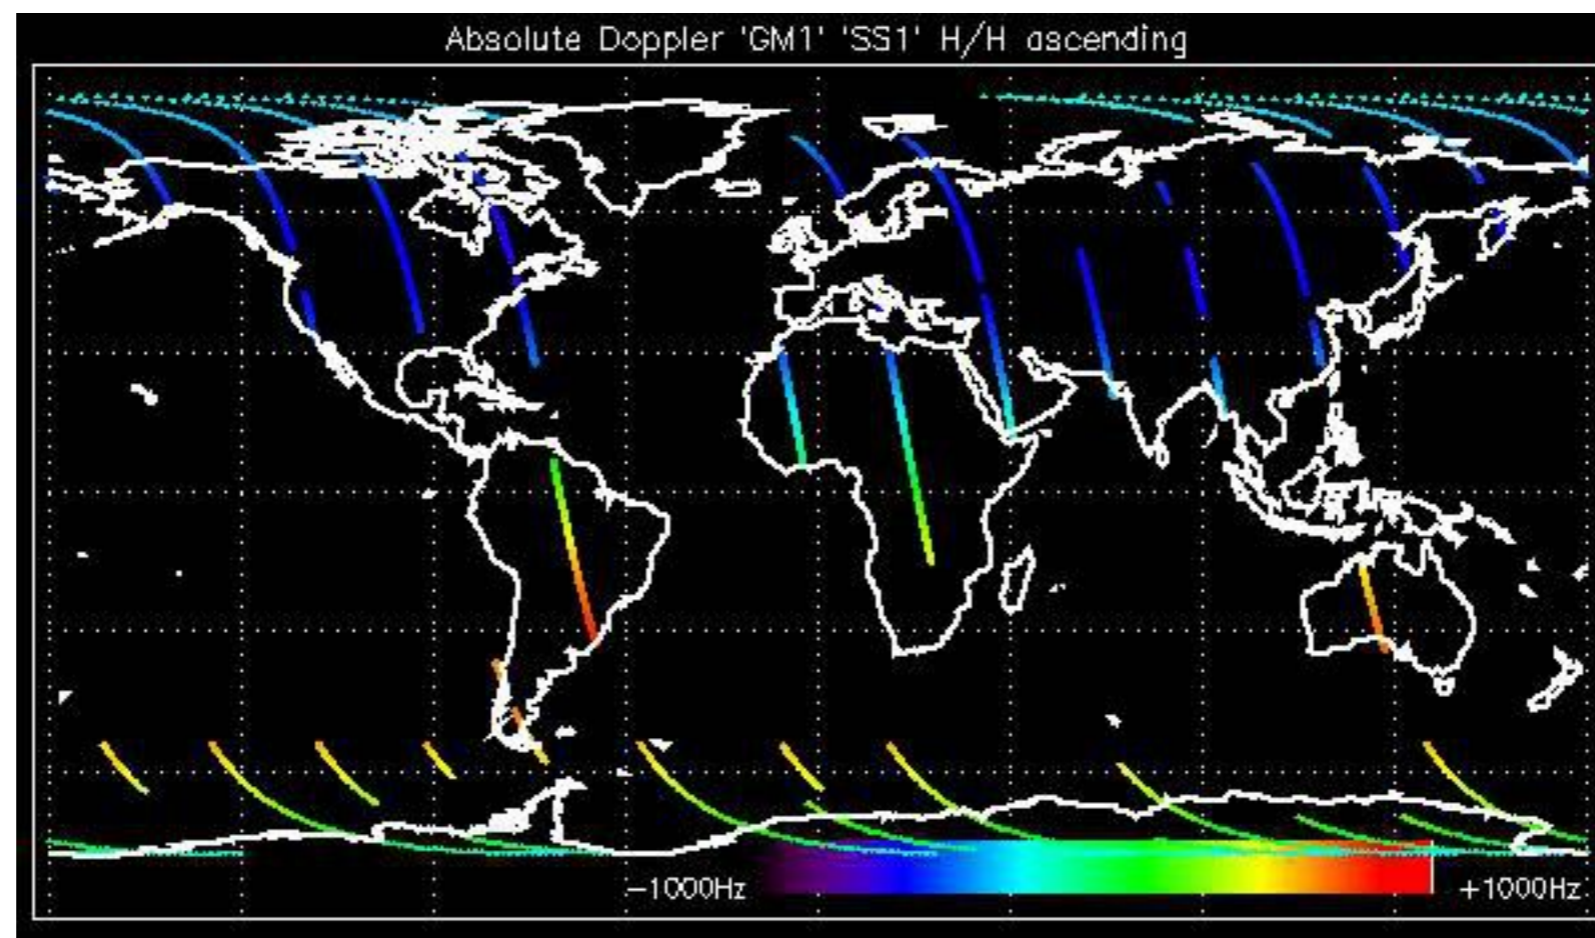 Absolute Doppler 'GM1' 'SS1' H/H ascending
−1000Hz
+1000Hz